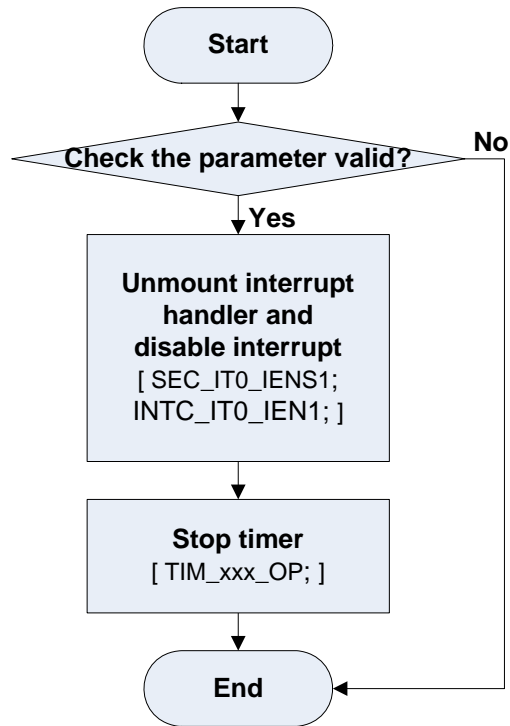 Start
Check the parameter valid?
No
Yes
Unmount interrupt
handler and
disable interrupt
[ SEC_IT0_IENS1;
INTC_IT0_IEN1; ]
Stop timer
[ TIM_xxx_OP; ]
End